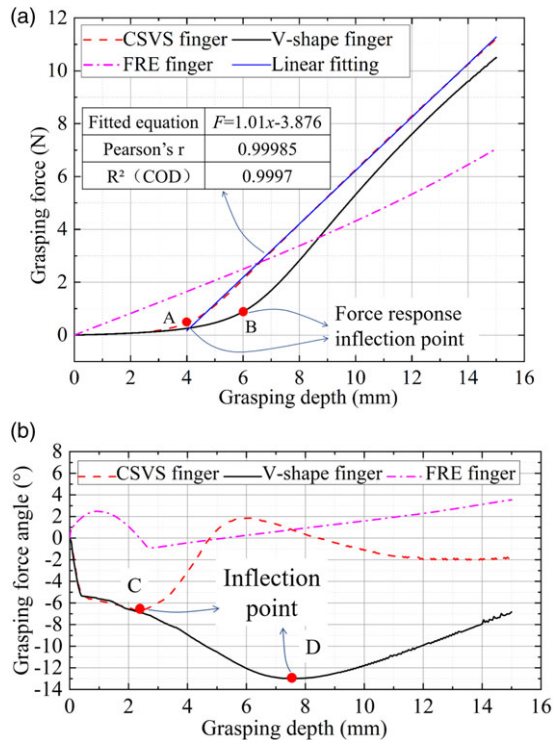 (a)
12
10
8
6
4
2
0
Grasping force (N)
CSVS finger
V-shape finger
FRE finger
Linear fitting
Fitted equation F=1.01x-3.876
Pearson's r 0.99985
R²（COD） 0.9997
A
B
Force response
inflection point
0 2 4 6 8 10 12 14 16
Grasping depth (mm)
(b)
8
6
4
2
0
-2
-4
-6
-8
-10
-12
-14
Grasping force angle (°)
CSVS finger V-shape finger FRE finger
C
Inflection
point
D
0 2 4 6 8 10 12 14 16
Grasping depth (mm)